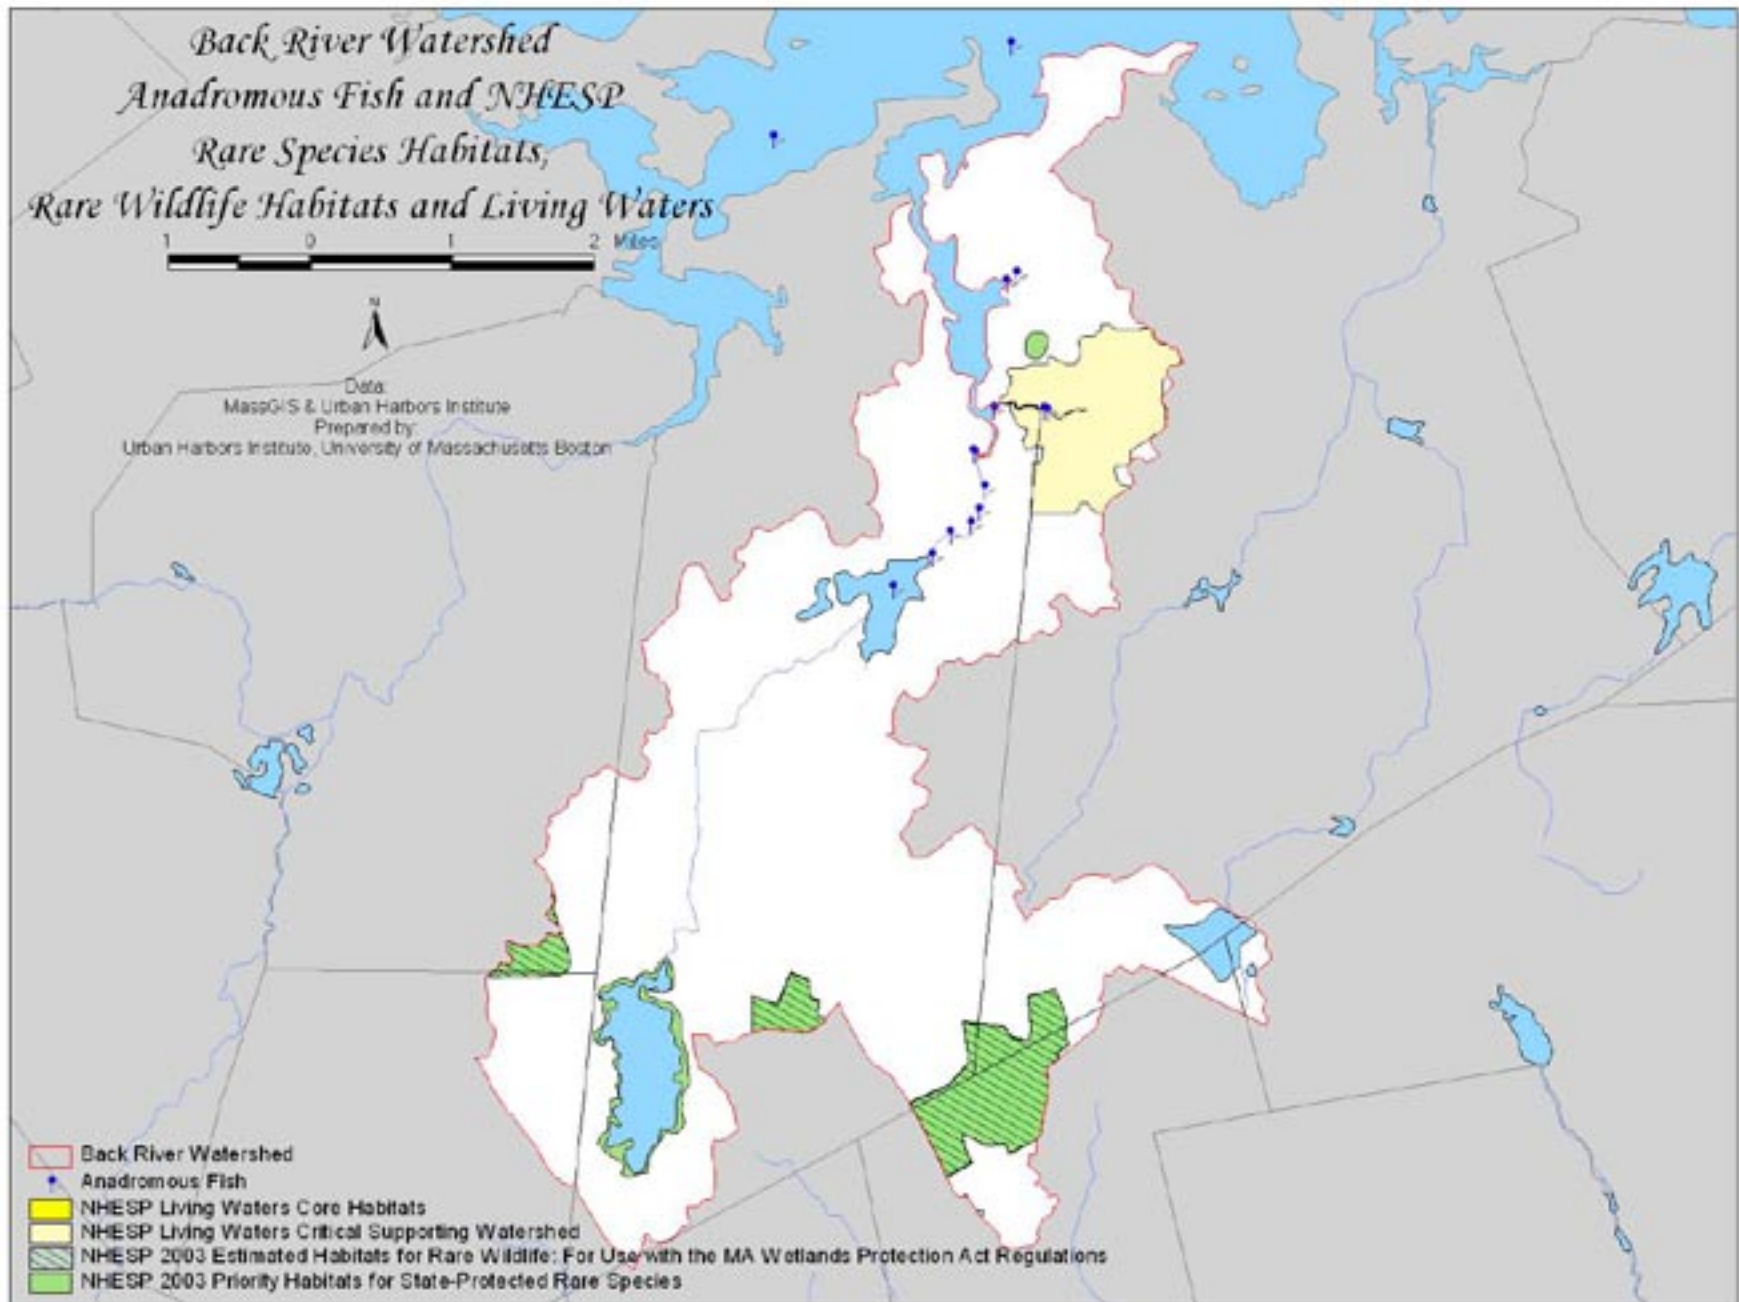 Back River Watershed
Anadromous Fish and NHESP
Rare Species Habitats,
Rare Wildlife Habitats and Living Waters
1 0 1 2 Miles
N
Data:
MassGIS & Urban Harbors Institute
Prepared by:
Urban Harbors Institute, University of Massachusetts Boston
Back River Watershed
Anadromous Fish
NHESP Living Waters Core Habitats
NHESP Living Waters Critical Supporting Watershed
NHESP 2003 Estimated Habitats for Rare Wildlife: For Use with the MA Wetlands Protection Act Regulations
NHESP 2003 Priority Habitats for State-Protected Rare Species